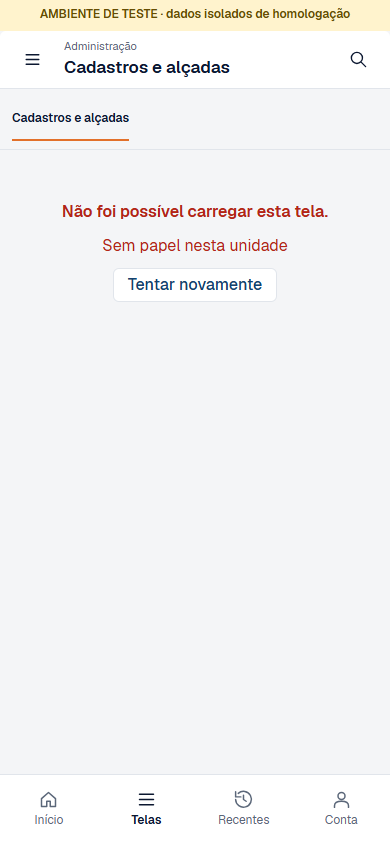 AMBIENTE DE TESTE · dados isolados de homologação
Administração
Cadastros e alçadas
Cadastros e alçadas
Não foi possível carregar esta tela.
Sem papel nesta unidade
Tentar novamente
Início
Telas
Recentes
Conta